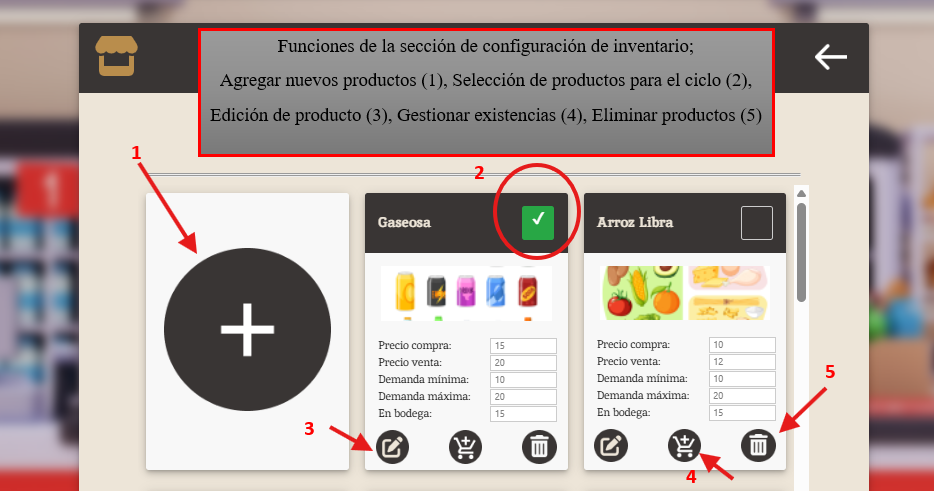 Funciones de la sección de configuración de inventario;
Agregar nuevos productos (1), Selección de productos para el ciclo (2),
Edición de producto (3), Gestionar existencias (4), Eliminar productos (5)
1
2
Gaseosa
Arroz Libra
Precio compra: 15
Precio venta: 20
Demanda mínima: 10
Demanda máxima: 20
En bodega: 15
Precio compra: 10
Precio venta: 12
Demanda mínima: 10
Demanda máxima: 20
En bodega: 15
3
4
5